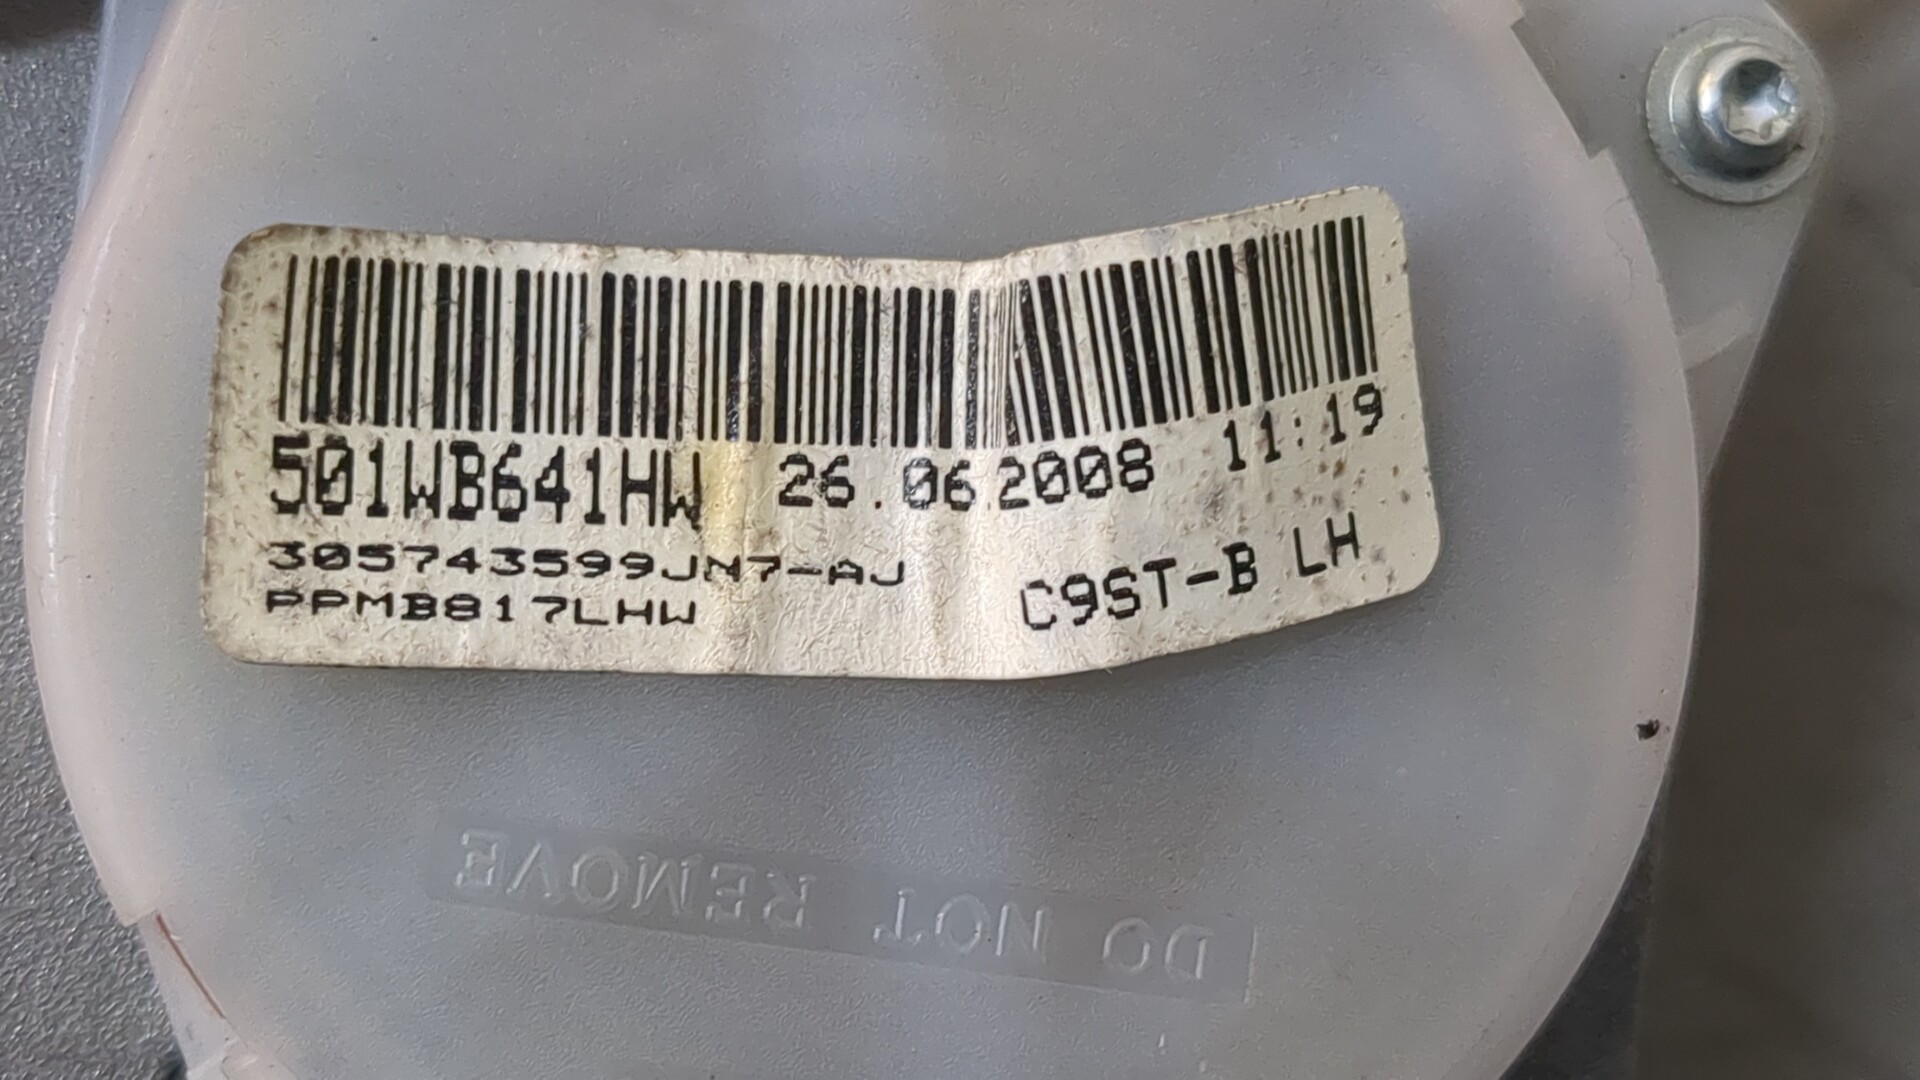 501WB641HW 26.06.2008 11:19
305743599JN7-AJ C9ST-B LH
PPMB817LHW
DO NOT REMOVE